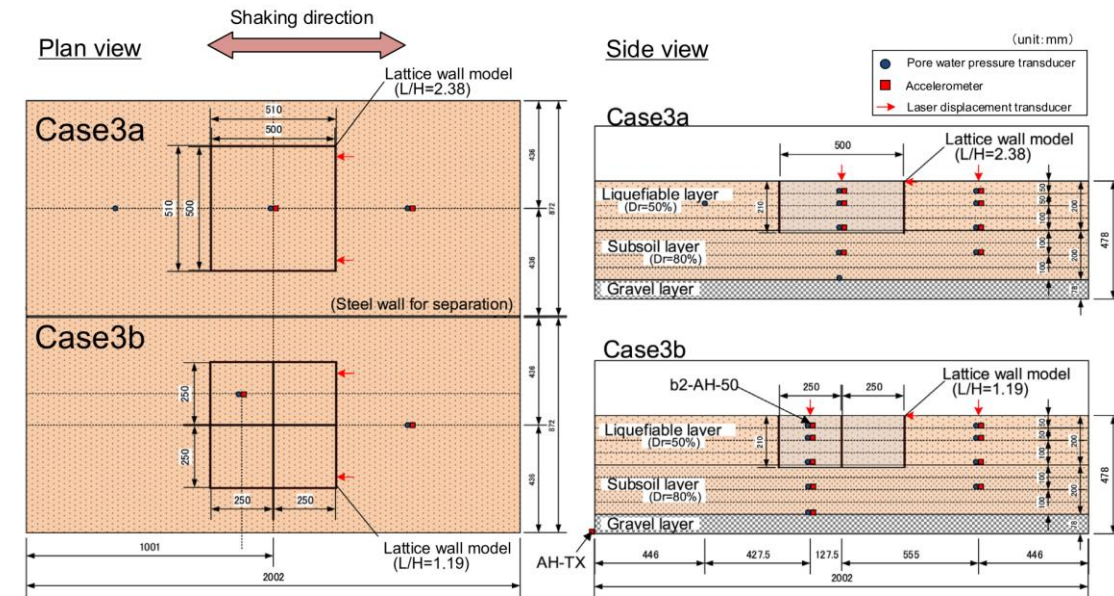 Shaking direction
Plan view
Lattice wall model
(L/H=2.38)
Case3a
510
500
510
500
436
436
872
(Steel wall for separation)
Case3b
250
250
250
250
436
436
872
Lattice wall model
(L/H=1.19)
1001
2002
Side view
(unit:mm)
Pore water pressure transducer
Accelerometer
Laser displacement transducer
Case3a
500
Lattice wall model
(L/H=2.38)
Liquefiable layer
(Dr=50%)
210
50
50
100
200
Subsoil layer
(Dr=80%)
100
100
200
478
Gravel layer
78
Case3b
b2-AH-50
250
250
Lattice wall model
(L/H=1.19)
Liquefiable layer
(Dr=50%)
210
50
50
100
200
Subsoil layer
(Dr=80%)
100
100
200
478
Gravel layer
78
AH-TX
446
427.5
127.5
555
446
2002